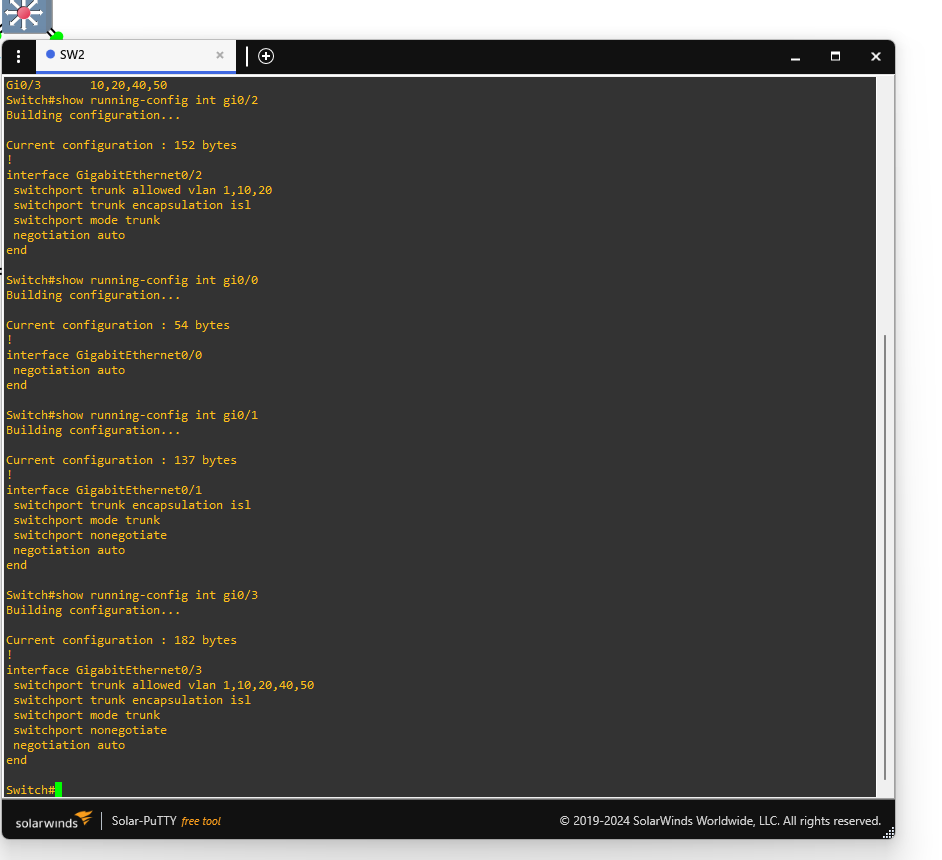 SW2
Gi0/3       10,20,40,50
Switch#show running-config int gi0/2
Building configuration...

Current configuration : 152 bytes
!
interface GigabitEthernet0/2
 switchport trunk allowed vlan 1,10,20
 switchport trunk encapsulation isl
 switchport mode trunk
 negotiation auto
end

Switch#show running-config int gi0/0
Building configuration...

Current configuration : 54 bytes
!
interface GigabitEthernet0/0
 negotiation auto
end

Switch#show running-config int gi0/1
Building configuration...

Current configuration : 137 bytes
!
interface GigabitEthernet0/1
 switchport trunk encapsulation isl
 switchport mode trunk
 switchport nonegotiate
 negotiation auto
end

Switch#show running-config int gi0/3
Building configuration...

Current configuration : 182 bytes
!
interface GigabitEthernet0/3
 switchport trunk allowed vlan 1,10,20,40,50
 switchport trunk encapsulation isl
 switchport mode trunk
 switchport nonegotiate
 negotiation auto
end

Switch#
solarwinds | Solar-PuTTY free tool © 2019-2024 SolarWinds Worldwide, LLC. All rights reserved.